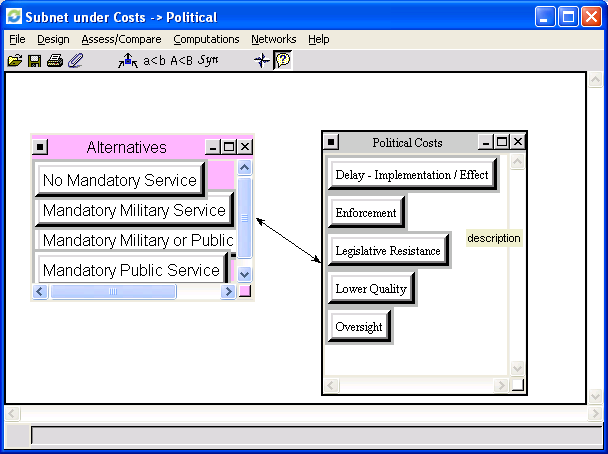 Subnet under Costs -> Political
File Design Assess/Compare Computations Networks Help
a<b A<B Syn
Alternatives
No Mandatory Service
Mandatory Military Service
Mandatory Military or Public
Mandatory Public Service
Political Costs
Delay - Implementation / Effect
Enforcement
Legislative Resistance
Lower Quality
Oversight
description